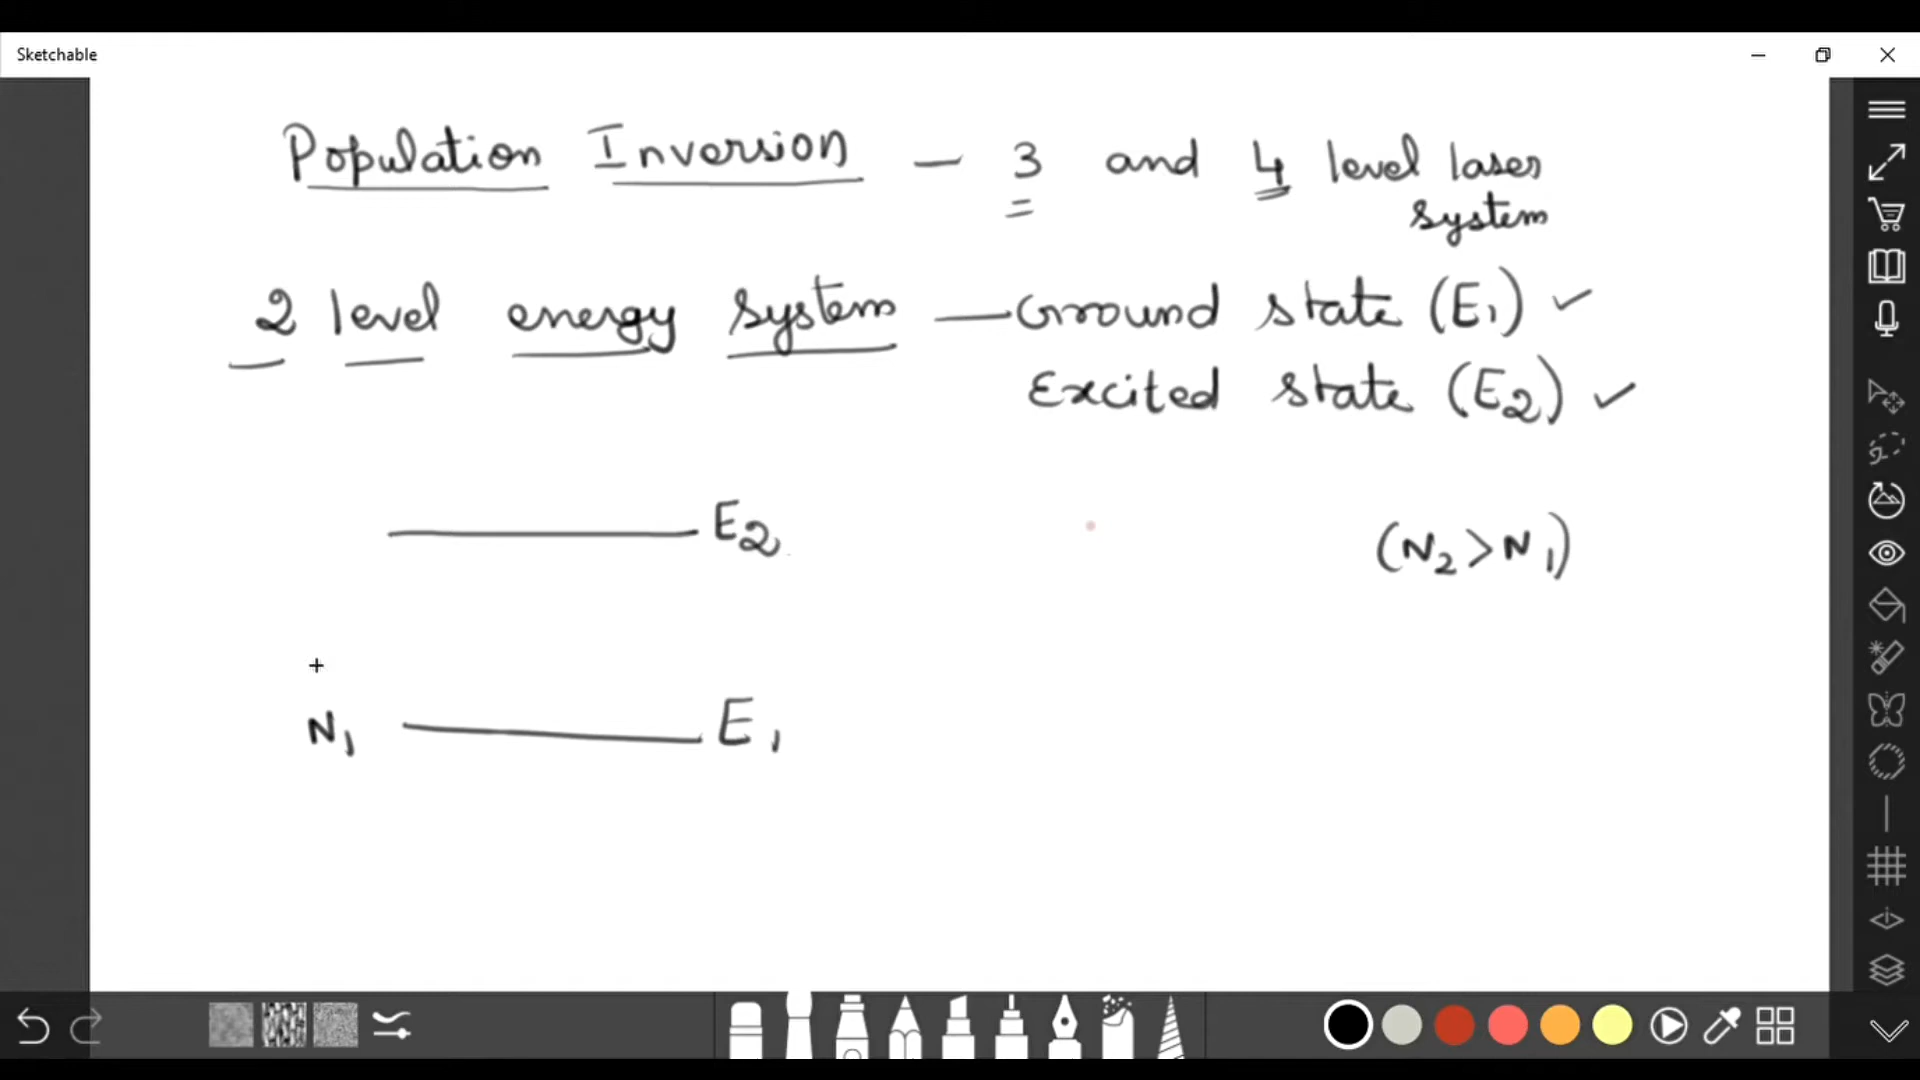 Sketchable
Population Inversion - 3 and 4 level laser
system
2 level energy system — Ground state (E1) ✓
Excited state (E2) ✓
E2
(N2 > N1)
N1
E1